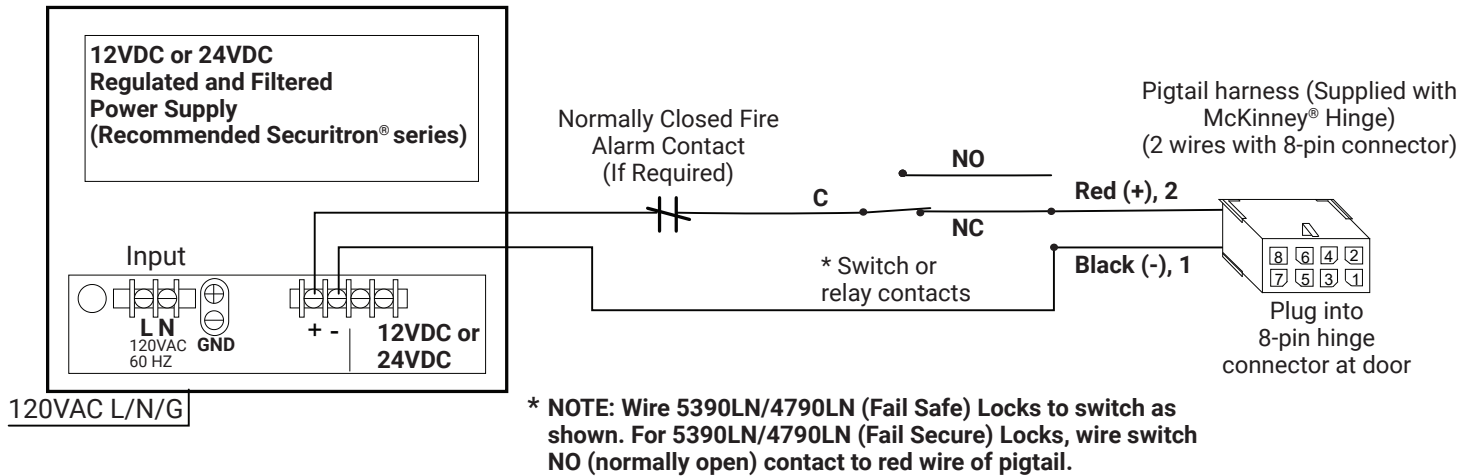 12VDC or 24VDC
Regulated and Filtered
Power Supply
(Recommended Securitron® series)
Normally Closed Fire
Alarm Contact
(If Required)
Pigtail harness (Supplied with
McKinney® Hinge)
(2 wires with 8-pin connector)
NO
C
NC
Red (+), 2
Black (-), 1
* Switch or
relay contacts
8 6 4 2
7 5 3 1
Plug into
8-pin hinge
connector at door
Input
L N
120VAC
60 HZ
GND
+ -
12VDC or
24VDC
120VAC L/N/G
* NOTE: Wire 5390LN/4790LN (Fail Safe) Locks to switch as
shown. For 5390LN/4790LN (Fail Secure) Locks, wire switch
NO (normally open) contact to red wire of pigtail.